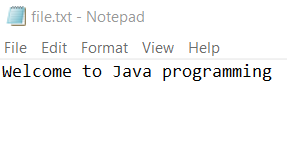 file.txt - Notepad
File Edit Format View Help
Welcome to Java programming